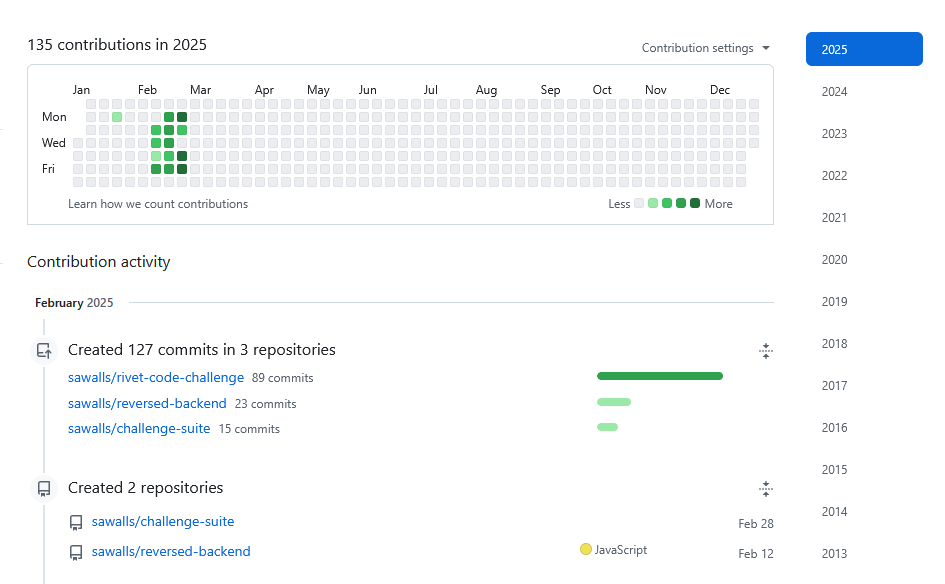 135 contributions in 2025
Contribution settings
Jan Feb Mar Apr May Jun Jul Aug Sep Oct Nov Dec
Mon
Wed
Fri
Learn how we count contributions
Less More
Contribution activity
February 2025
Created 127 commits in 3 repositories
sawalls/rivet-code-challenge 89 commits
sawalls/reversed-backend 23 commits
sawalls/challenge-suite 15 commits
Created 2 repositories
sawalls/challenge-suite Feb 28
sawalls/reversed-backend JavaScript Feb 12
2025
2024
2023
2022
2021
2020
2019
2018
2017
2016
2015
2014
2013